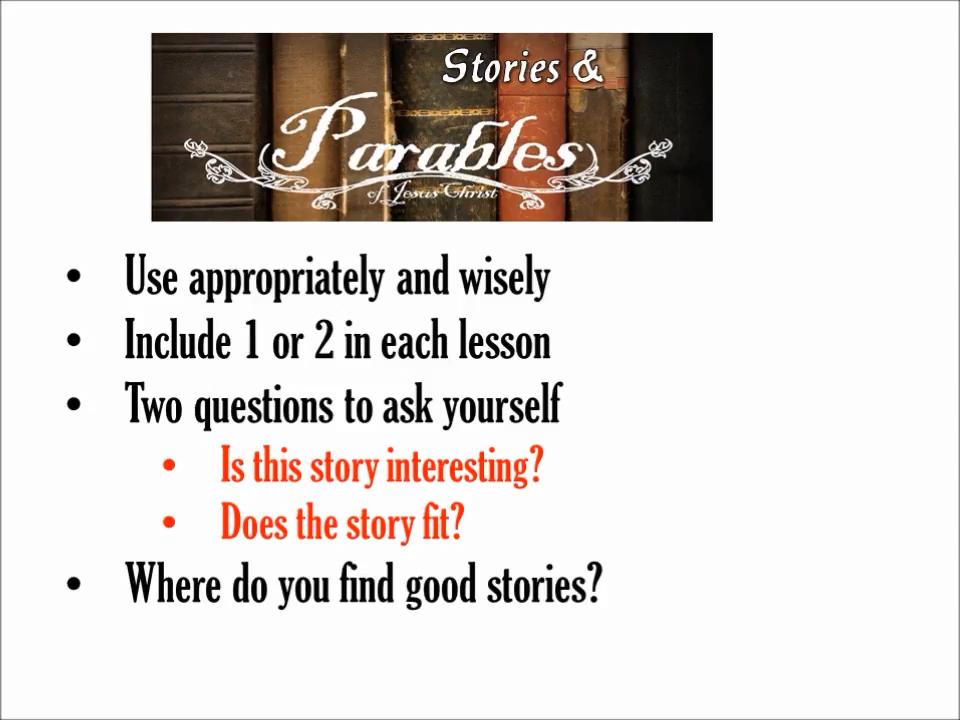 Stories &
Parables
of Jesus Christ
• Use appropriately and wisely
• Include 1 or 2 in each lesson
• Two questions to ask yourself
• Is this story interesting?
• Does the story fit?
• Where do you find good stories?